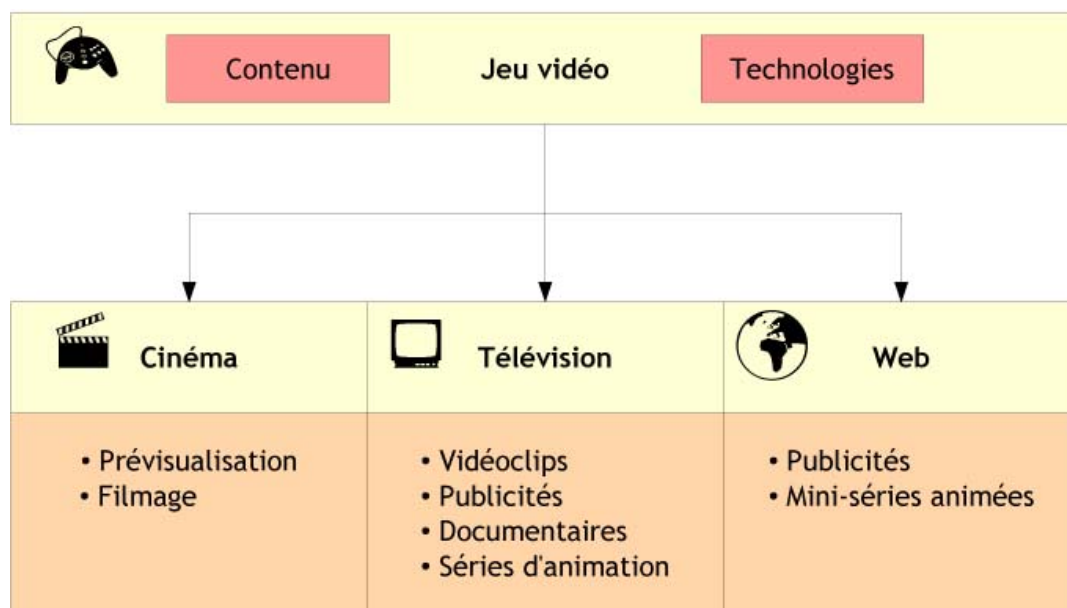 Contenu
Jeu vidéo
Technologies
Cinéma
Télévision
Web
• Prévisualisation
• Filmage
• Vidéoclips
• Publicités
• Documentaires
• Séries d'animation
• Publicités
• Mini-séries animées